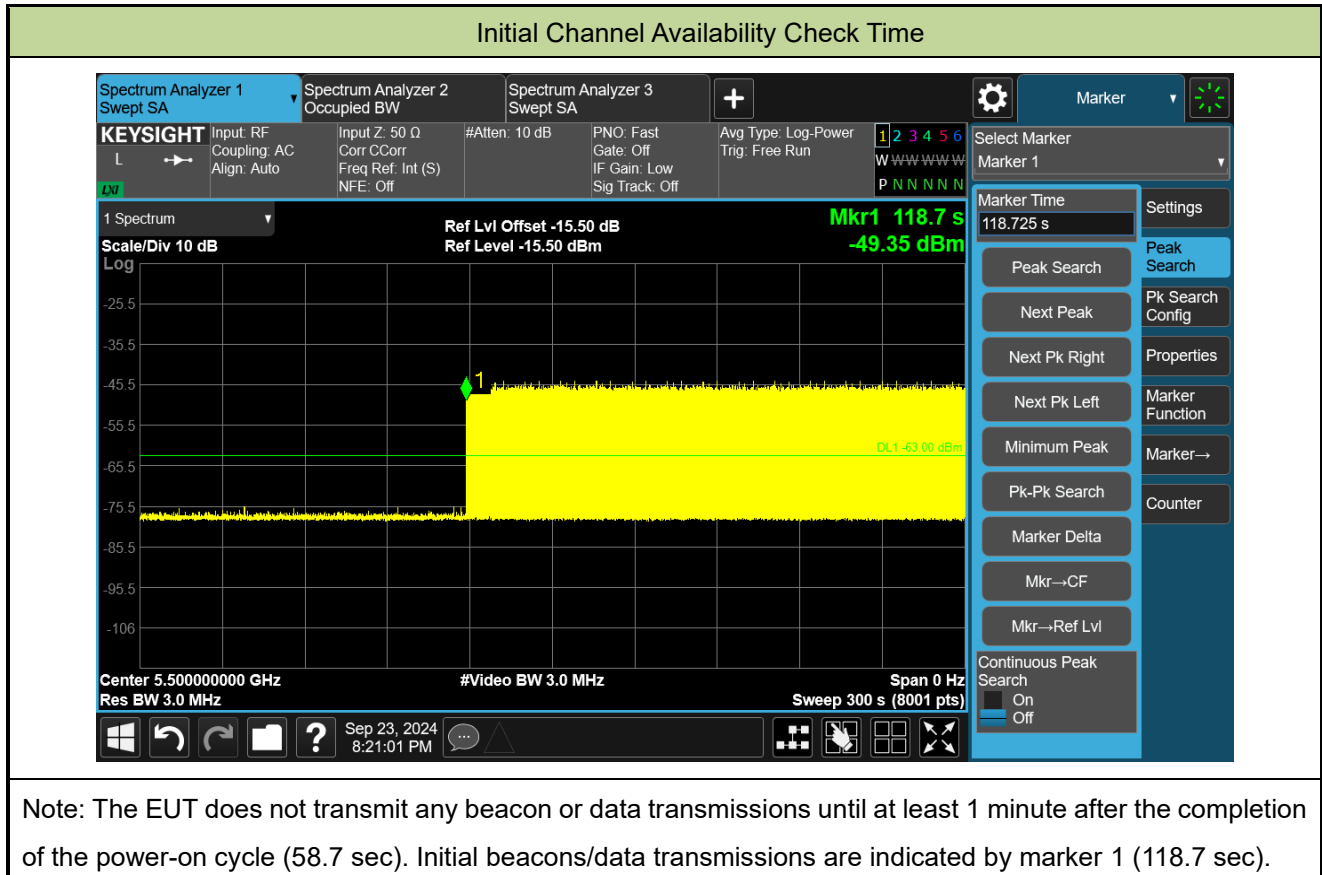 Initial Channel Availability Check Time
Spectrum Analyzer 1
Swept SA
Spectrum Analyzer 2
Occupied BW
Spectrum Analyzer 3
Swept SA
+
Marker
KEYSIGHT
L
LXI
Input: RF
Coupling: AC
Align: Auto
Input Z: 50 Ω
Corr CCorr
Freq Ref: Int (S)
NFE: Off
#Atten: 10 dB
PNO: Fast
Gate: Off
IF Gain: Low
Sig Track: Off
Avg Type: Log-Power
Trig: Free Run
1 2 3 4 5 6
W W W W W W
P N N N N N
Select Marker
Marker 1
1 Spectrum
Scale/Div 10 dB
Log
Ref Lvl Offset -15.50 dB
Ref Level -15.50 dBm
Mkr1 118.7 s
-49.35 dBm
-25.5
-35.5
-45.5
-55.5
-65.5
-75.5
-85.5
-95.5
-106
1
DL1 -63.00 dBm
Center 5.500000000 GHz
Res BW 3.0 MHz
#Video BW 3.0 MHz
Span 0 Hz
Sweep 300 s (8001 pts)
Marker Time
118.725 s
Peak Search
Next Peak
Next Pk Right
Next Pk Left
Minimum Peak
Pk-Pk Search
Marker Delta
Mkr→CF
Mkr→Ref Lvl
Continuous Peak
Search
On
Off
Settings
Peak
Search
Pk Search
Config
Properties
Marker
Function
Marker→
Counter
?
Sep 23, 2024
8:21:01 PM
Note: The EUT does not transmit any beacon or data transmissions until at least 1 minute after the completion
of the power-on cycle (58.7 sec). Initial beacons/data transmissions are indicated by marker 1 (118.7 sec).